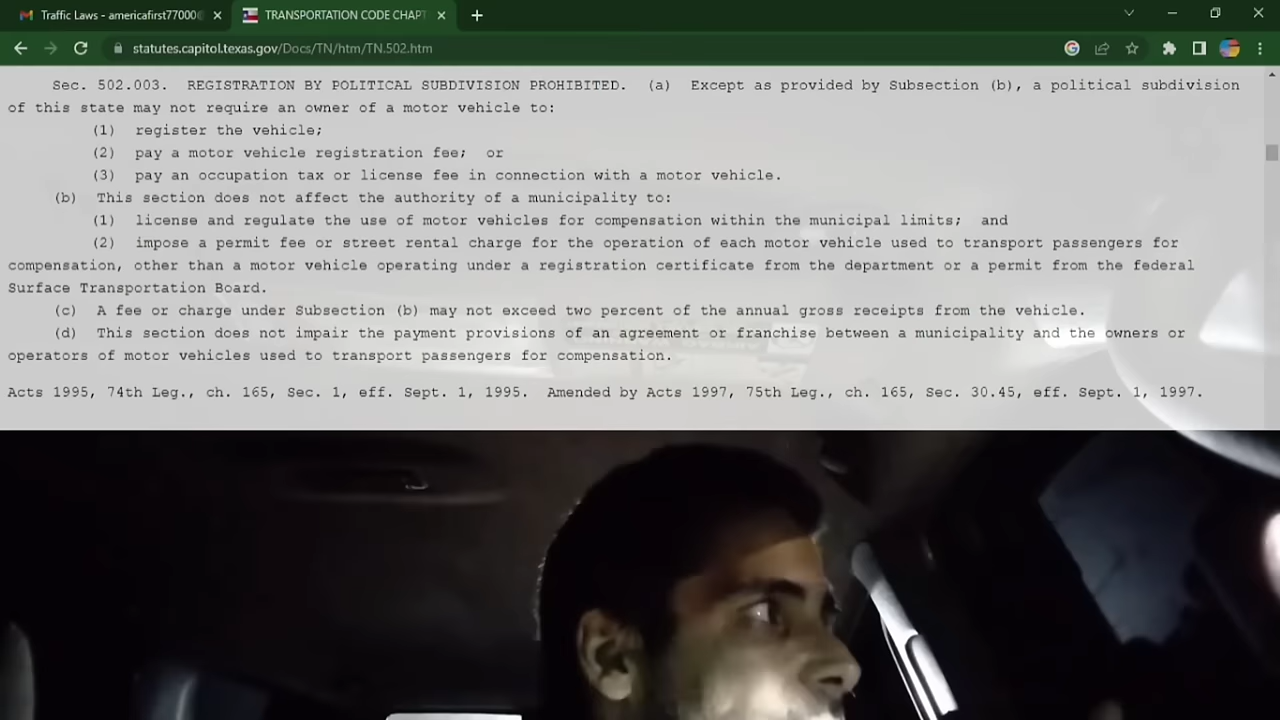 Traffic Laws - americafirst77000
TRANSPORTATION CODE CHAPT
statutes.capitol.texas.gov/Docs/TN/htm/TN.502.htm
Sec. 502.003. REGISTRATION BY POLITICAL SUBDIVISION PROHIBITED. (a) Except as provided by Subsection (b), a political subdivision
of this state may not require an owner of a motor vehicle to:
(1) register the vehicle;
(2) pay a motor vehicle registration fee; or
(3) pay an occupation tax or license fee in connection with a motor vehicle.
(b) This section does not affect the authority of a municipality to:
(1) license and regulate the use of motor vehicles for compensation within the municipal limits; and
(2) impose a permit fee or street rental charge for the operation of each motor vehicle used to transport passengers for
compensation, other than a motor vehicle operating under a registration certificate from the department or a permit from the federal
Surface Transportation Board.
(c) A fee or charge under Subsection (b) may not exceed two percent of the annual gross receipts from the vehicle.
(d) This section does not impair the payment provisions of an agreement or franchise between a municipality and the owners or
operators of motor vehicles used to transport passengers for compensation.
Acts 1995, 74th Leg., ch. 165, Sec. 1, eff. Sept. 1, 1995. Amended by Acts 1997, 75th Leg., ch. 165, Sec. 30.45, eff. Sept. 1, 1997.